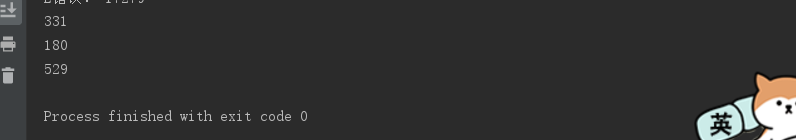 331
180
529
Process finished with exit code 0
英